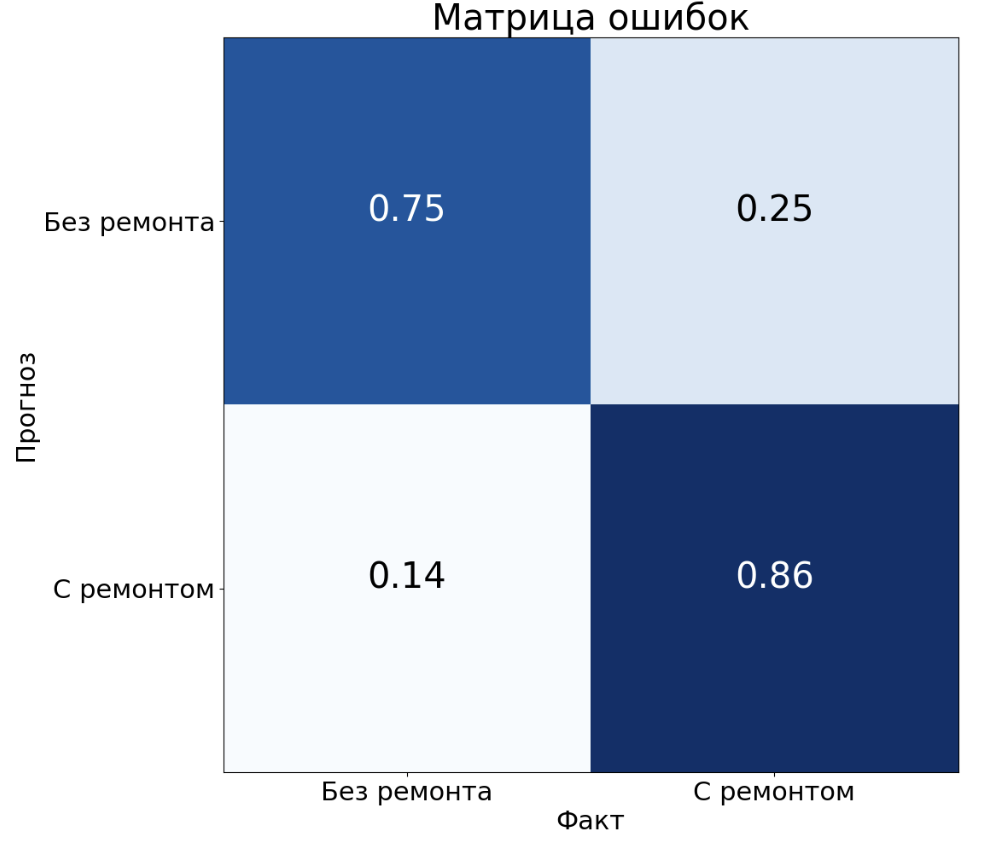 Матрица ошибок
0.75
0.25
Без ремонта
Прогноз
0.14
0.86
С ремонтом
Без ремонта
С ремонтом
Факт